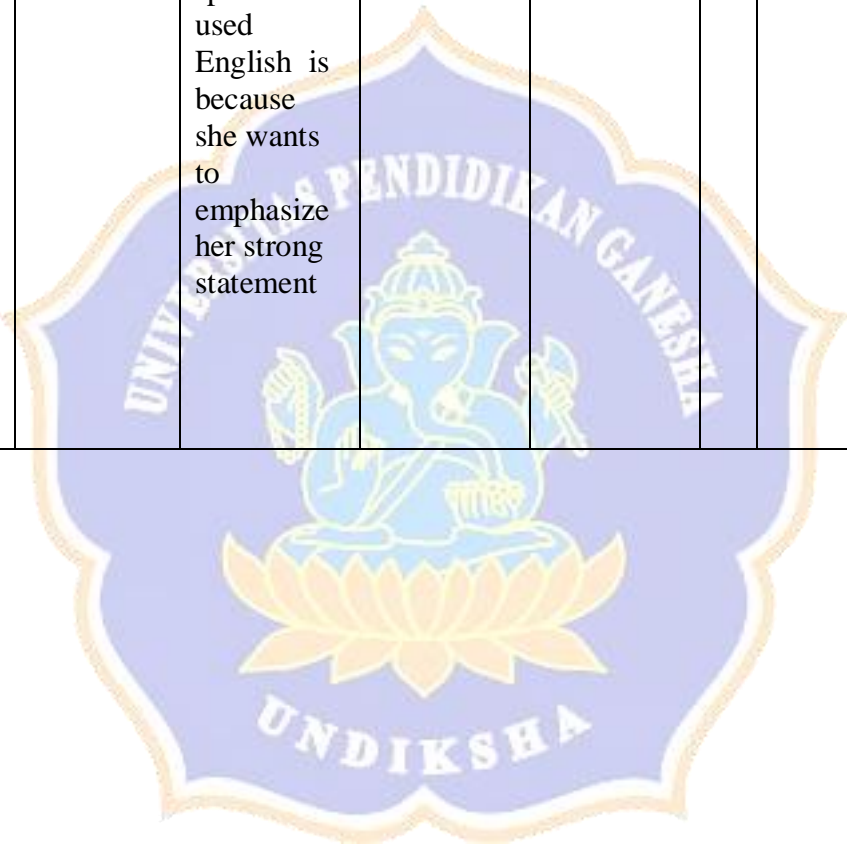 used
English is
because
she wants
to
emphasize
her strong
statement
UNIVERSITAS PENDIDIKAN GANESHA
UNDIKSHA